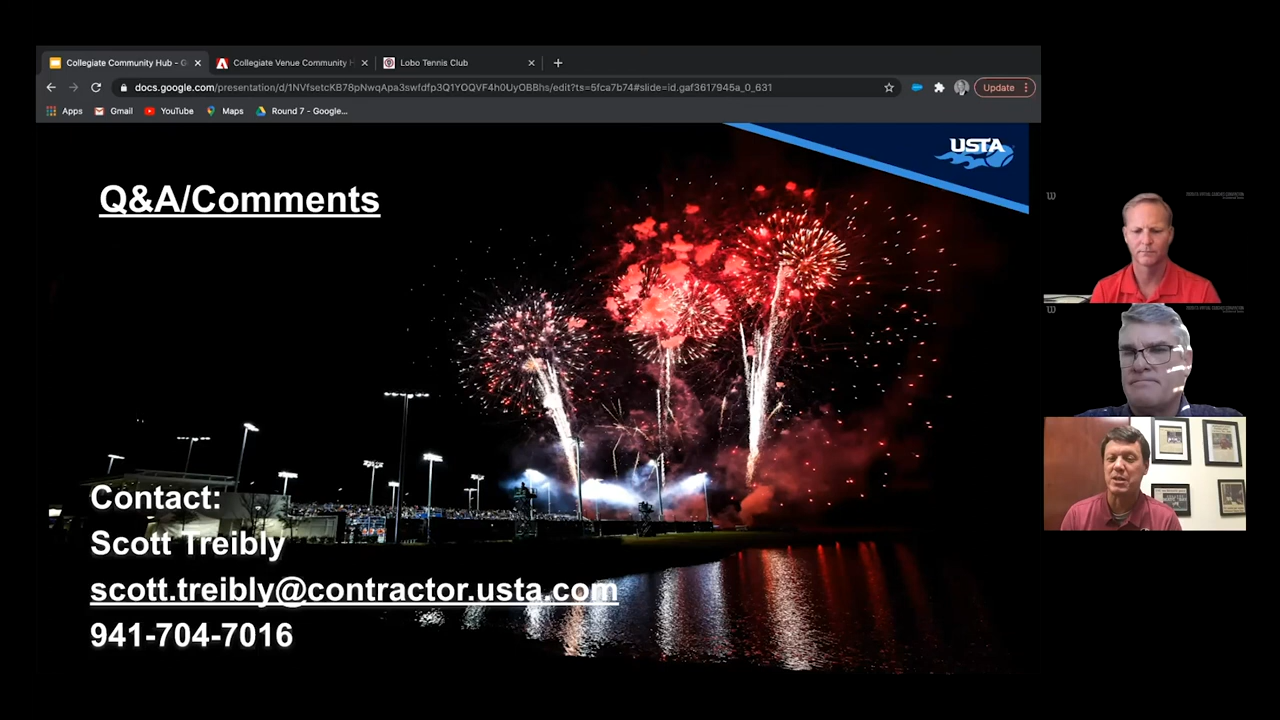 Collegiate Community Hub - G
Collegiate Venue Community H
Lobo Tennis Club
docs.google.com/presentation/d/1NVfsetcKB78pNwqApa3swfdfp3Q1YOQVF4h0UyOBBhs/edit?ts=5fca7b74#slide=id.gaf3617945a_0_631
Update
Apps
Gmail
YouTube
Maps
Round 7 - Google...
USTA
Q&A/Comments
Contact:
Scott Treibly
scott.treibly@contractor.usta.com
941-704-7016